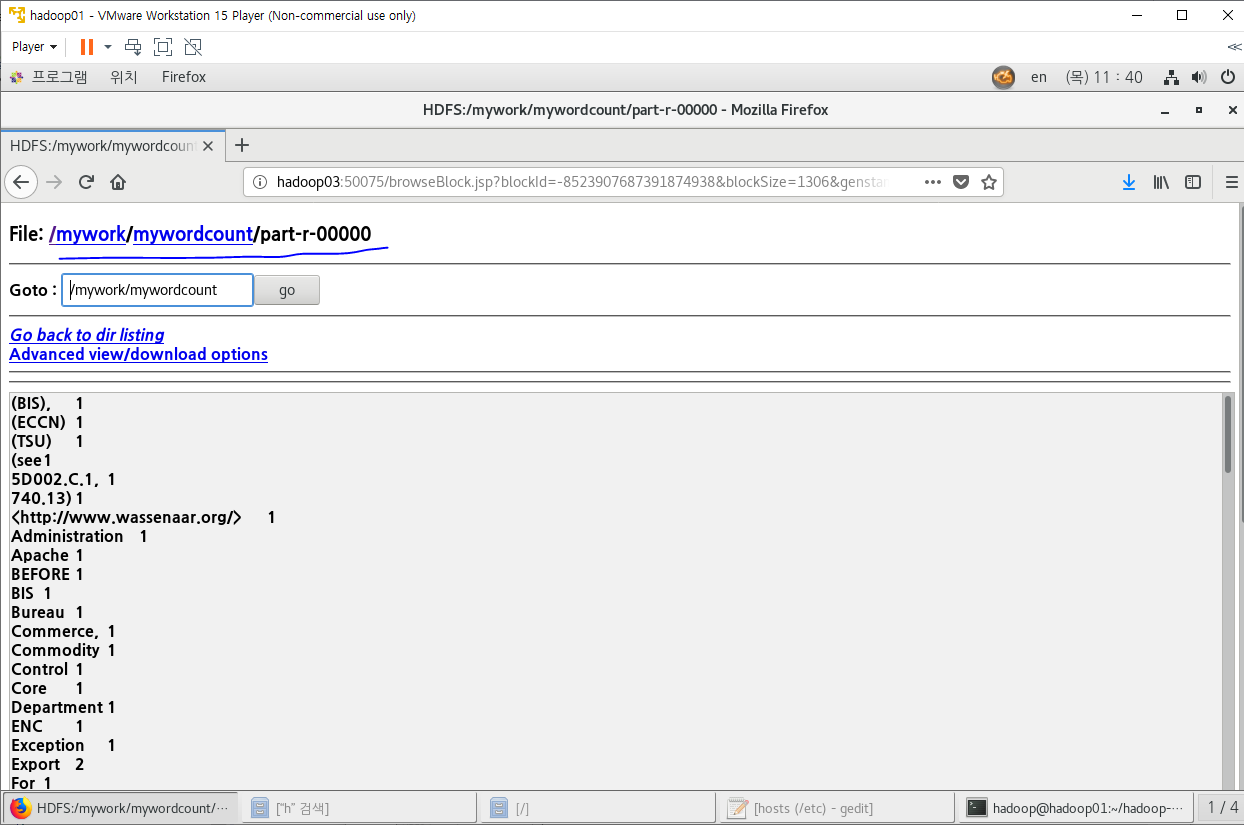 hadoop01 - VMware Workstation 15 Player (Non-commercial use only)
Player
프로그램 위치 Firefox en (목) 11 : 40
HDFS:/mywork/mywordcount/part-r-00000 - Mozilla Firefox
HDFS:/mywork/mywordcount
hadoop03:50075/browseBlock.jsp?blockId=-8523907687391874938&blockSize=1306&genstar
File: /mywork/mywordcount/part-r-00000
Goto : /mywork/mywordcount go
Go back to dir listing
Advanced view/download options
(BIS), 1
(ECCN) 1
(TSU) 1
(see 1
5D002.C.1, 1
740.13) 1
<http://www.wassenaar.org/> 1
Administration 1
Apache 1
BEFORE 1
BIS 1
Bureau 1
Commerce, 1
Commodity 1
Control 1
Core 1
Department 1
ENC 1
Exception 1
Export 2
For 1
HDFS:/mywork/mywordcount/… ["h" 검색] [/] [hosts (/etc) - gedit] hadoop@hadoop01:~/hadoop-… 1 / 4